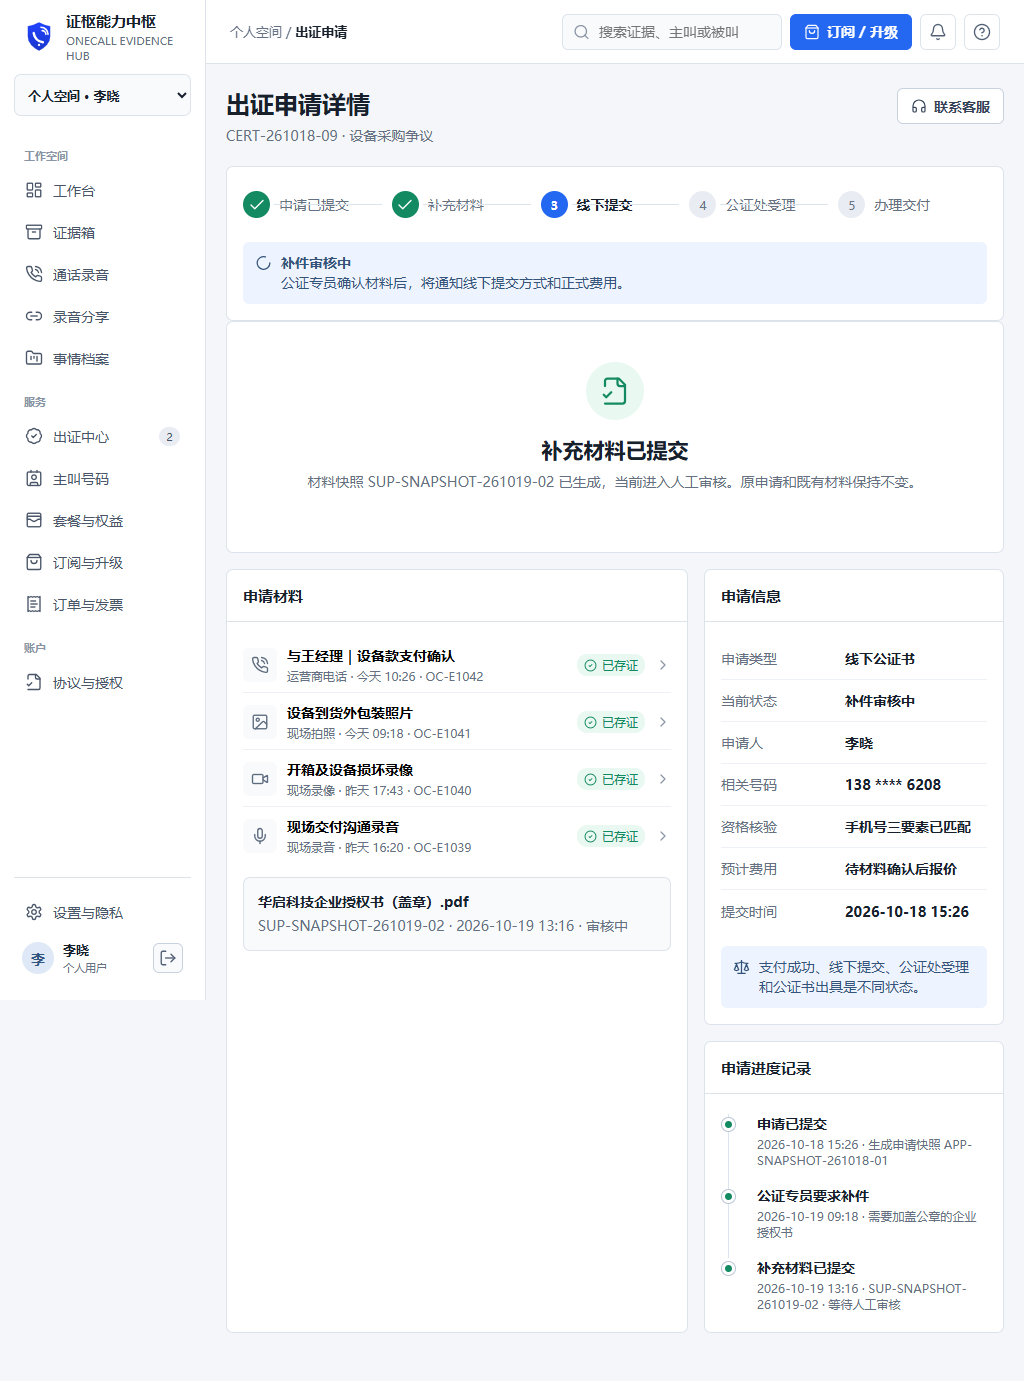 证枢能力中枢
ONECALL EVIDENCE
HUB
个人空间 • 李晓
工作空间
工作台
证据箱
通话录音
录音分享
事情档案
服务
出证中心 2
主叫号码
套餐与权益
订阅与升级
订单与发票
账户
协议与授权
设置与隐私
李
李晓
个人用户
个人空间 / 出证申请
搜索证据、主叫或被叫
订阅 / 升级
出证申请详情
CERT-261018-09 · 设备采购争议
联系客服
申请已提交
补充材料
3 线下提交
4 公证处受理
5 办理交付
补件审核中
公证专员确认材料后，将通知线下提交方式和正式费用。
补充材料已提交
材料快照 SUP-SNAPSHOT-261019-02 已生成，当前进入人工审核。原申请和既有材料保持不变。
申请材料
与王经理｜设备款支付确认
运营商电话 · 今天 10:26 · OC-E1042
已存证
设备到货外包装照片
现场拍照 · 今天 09:18 · OC-E1041
已存证
开箱及设备损坏录像
现场录像 · 昨天 17:43 · OC-E1040
已存证
现场交付沟通录音
现场录音 · 昨天 16:20 · OC-E1039
已存证
华启科技企业授权书（盖章）.pdf
SUP-SNAPSHOT-261019-02 · 2026-10-19 13:16 · 审核中
申请信息
申请类型 线下公证书
当前状态 补件审核中
申请人 李晓
相关号码 138 **** 6208
资格核验 手机号三要素已匹配
预计费用 待材料确认后报价
提交时间 2026-10-18 15:26
支付成功、线下提交、公证处受理
和公证书出具是不同状态。
申请进度记录
申请已提交
2026-10-18 15:26 · 生成申请快照 APP-
SNAPSHOT-261018-01
公证专员要求补件
2026-10-19 09:18 · 需要加盖公章的企业
授权书
补充材料已提交
2026-10-19 13:16 · SUP-SNAPSHOT-
261019-02 · 等待人工审核